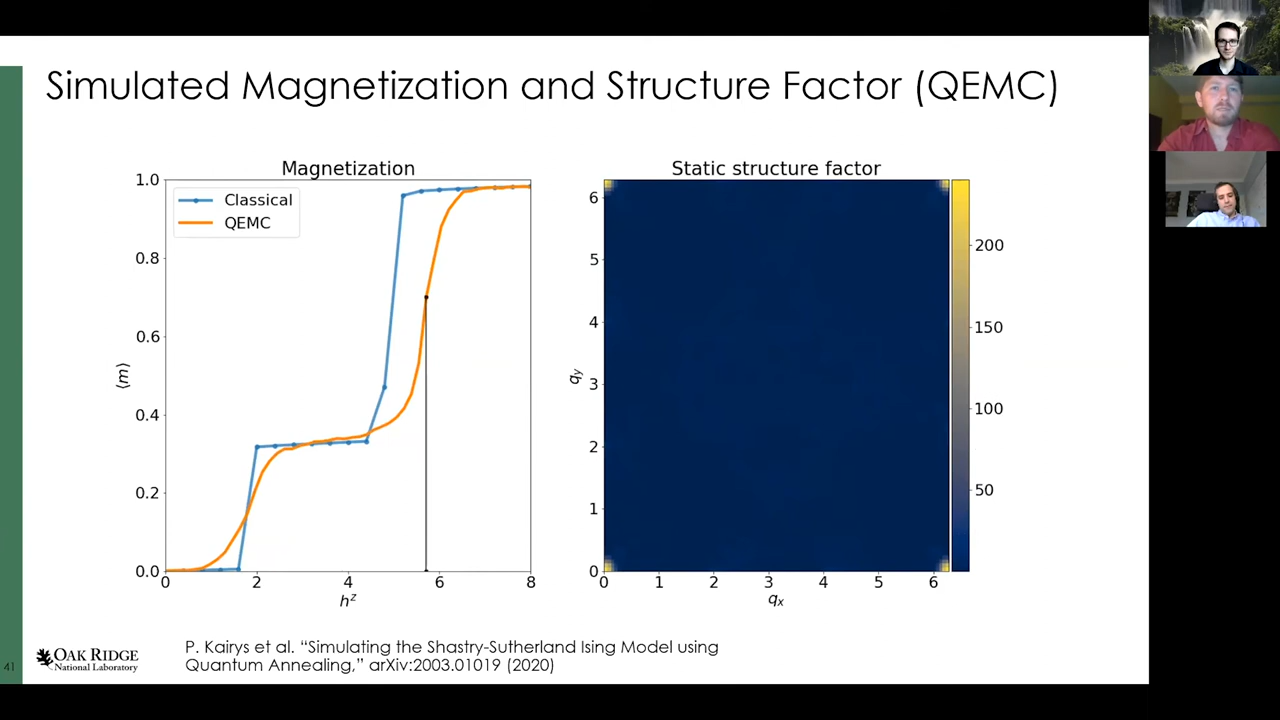 Simulated Magnetization and Structure Factor (QEMC)
Magnetization
1.0
0.8
0.6
0.4
0.2
0.0
⟨m⟩
Classical
QEMC
0 2 4 6 8
h^z
Static structure factor
6
5
4
3
2
1
0
q_y
0 1 2 3 4 5 6
q_x
200
150
100
50
P. Kairys et al. “Simulating the Shastry-Sutherland Ising Model using
Quantum Annealing,” arXiv:2003.01019 (2020)
41
OAK RIDGE
National Laboratory